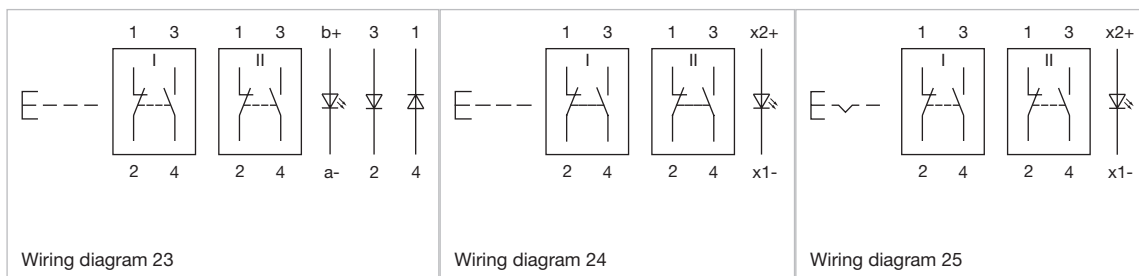 1 3 1 3 b+ 3 1
I II
2 4 2 4 a- 2 4
Wiring diagram 23
1 3 1 3 x2+
I II
2 4 2 4 x1-
Wiring diagram 24
1 3 1 3 x2+
I II
2 4 2 4 x1-
Wiring diagram 25